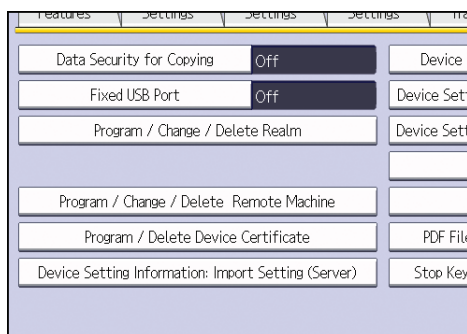 Features Settings Settings Settings
Data Security for Copying Off Device
Fixed USB Port Off Device Sett
Program / Change / Delete Realm Device Sett
Program / Change / Delete Remote Machine
Program / Delete Device Certificate PDF File
Device Setting Information: Import Setting (Server) Stop Key